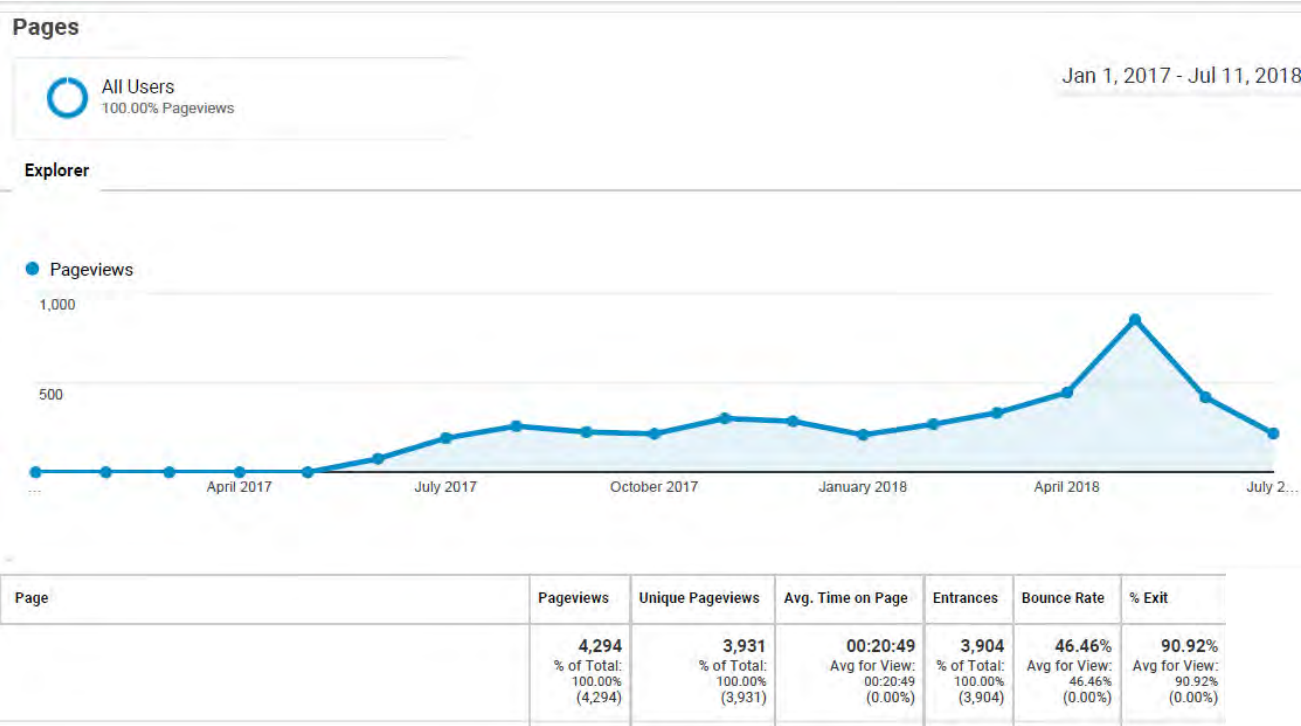 Pages
All Users
100.00% Pageviews
Jan 1, 2017 - Jul 11, 2018
Explorer
Pageviews
1,000
500
... April 2017 July 2017 October 2017 January 2018 April 2018 July 2...
Page Pageviews Unique Pageviews Avg. Time on Page Entrances Bounce Rate % Exit
4,294 3,931 00:20:49 3,904 46.46% 90.92%
% of Total: % of Total: Avg for View: % of Total: Avg for View: Avg for View:
100.00% 100.00% 00:20:49 100.00% 46.46% 90.92%
(4,294) (3,931) (0.00%) (3,904) (0.00%) (0.00%)